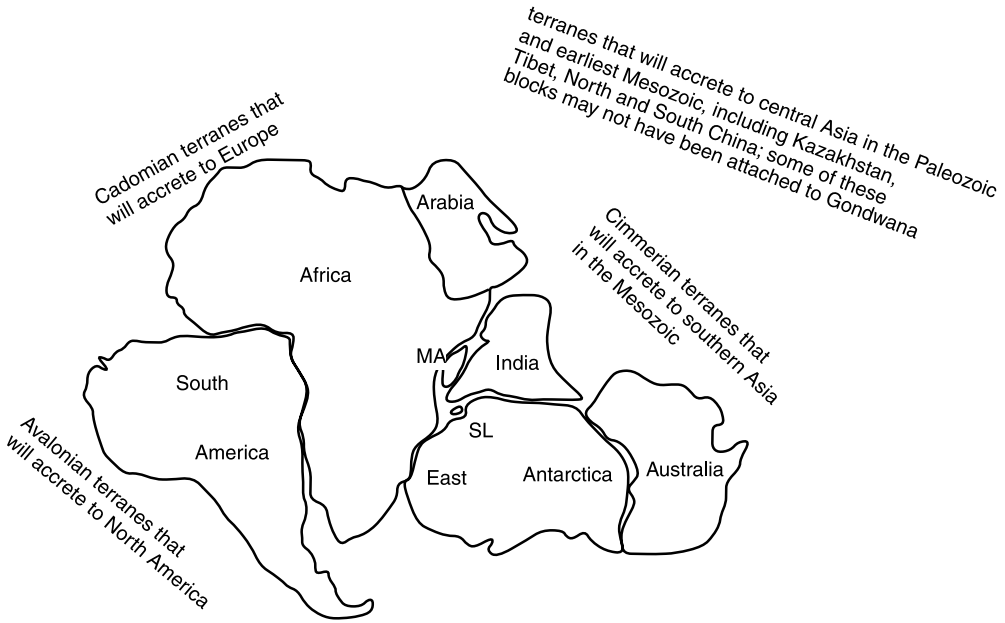 terranes that will accrete to central Asia in the Paleozoic
and earliest Mesozoic, including Kazakhstan,
Tibet, North and South China; some of these
blocks may not have been attached to Gondwana
Cadomian terranes that
will accrete to Europe
Arabia
Cimmerian terranes that
will accrete to southern Asia
in the Mesozoic
Africa
MA
India
South
America
SL
East Antarctica
Australia
Avalonian terranes that
will accrete to North America